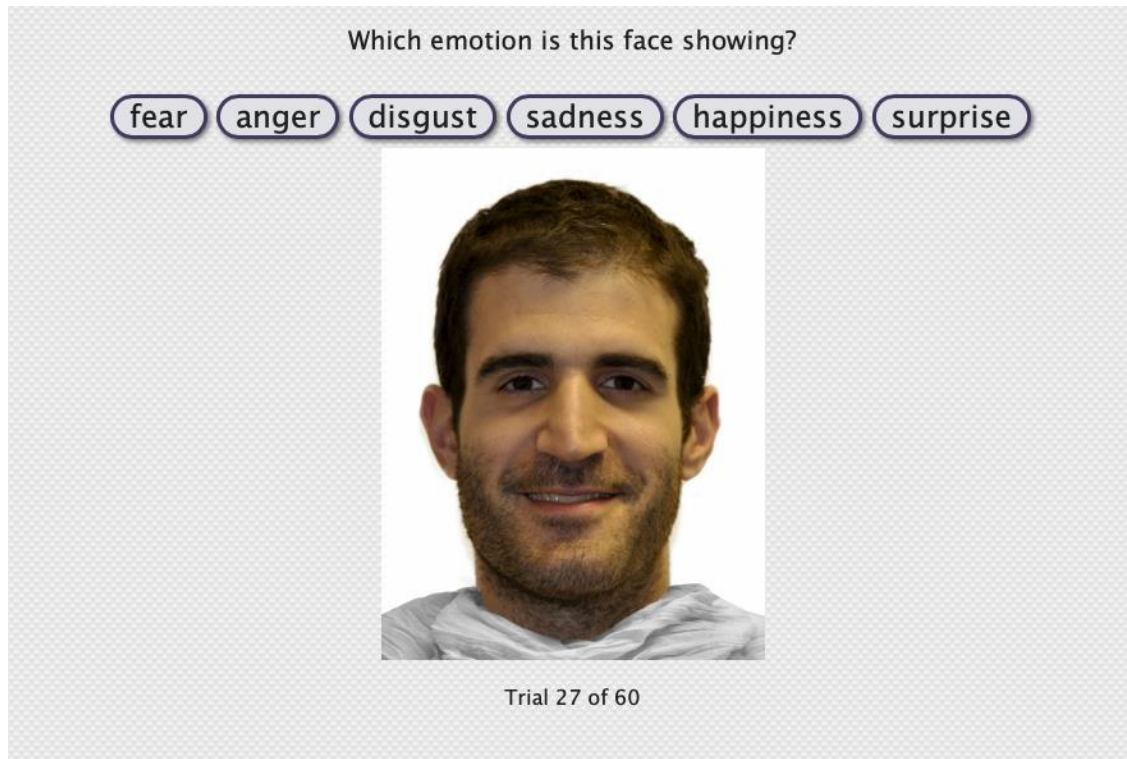 Which emotion is this face showing?
fear anger disgust sadness happiness surprise
Trial 27 of 60